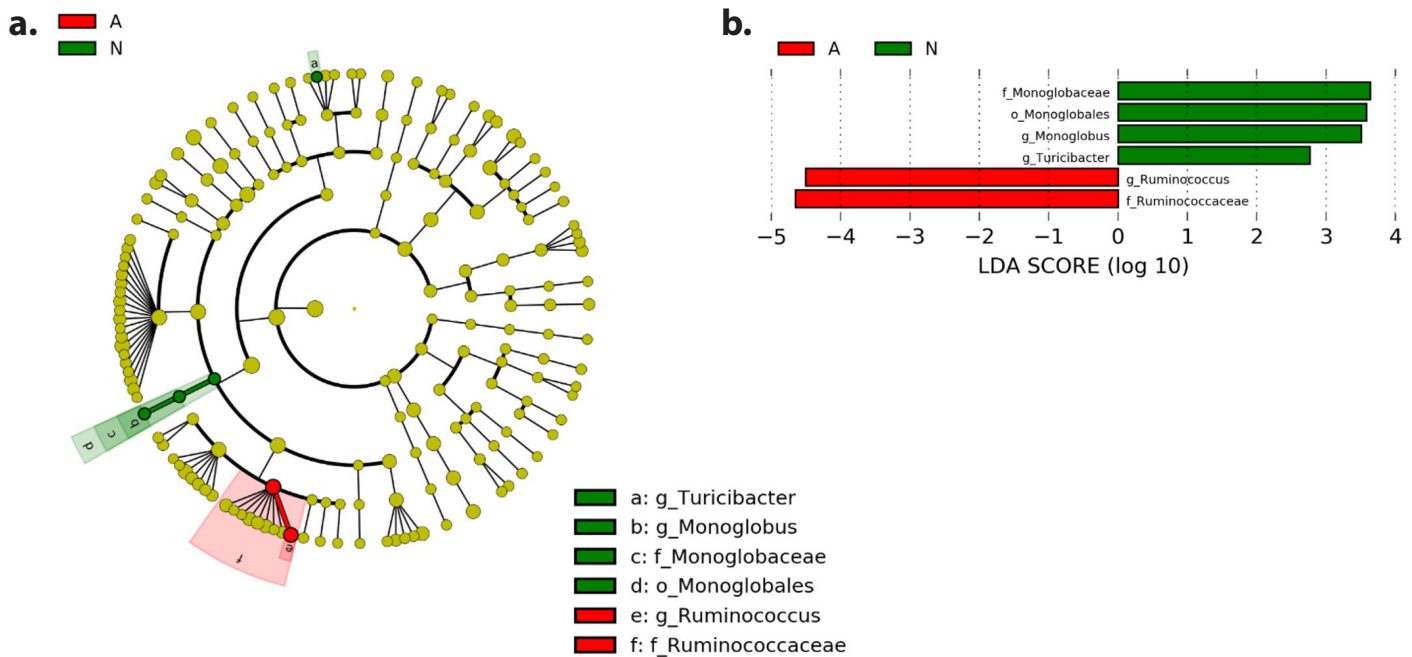 a.
A
N
a
b
c
d
e
f
a: g_Turicibacter
b: g_Monoglobus
c: f_Monoglobaceae
d: o_Monoglobales
e: g_Ruminococcus
f: f_Ruminococcaceae
b.
A N
f_Monoglobaceae
o_Monoglobales
g_Monoglobus
g_Turicibacter
g_Ruminococcus
f_Ruminococcaceae
−5 −4 −3 −2 −1 0 1 2 3 4
LDA SCORE (log 10)